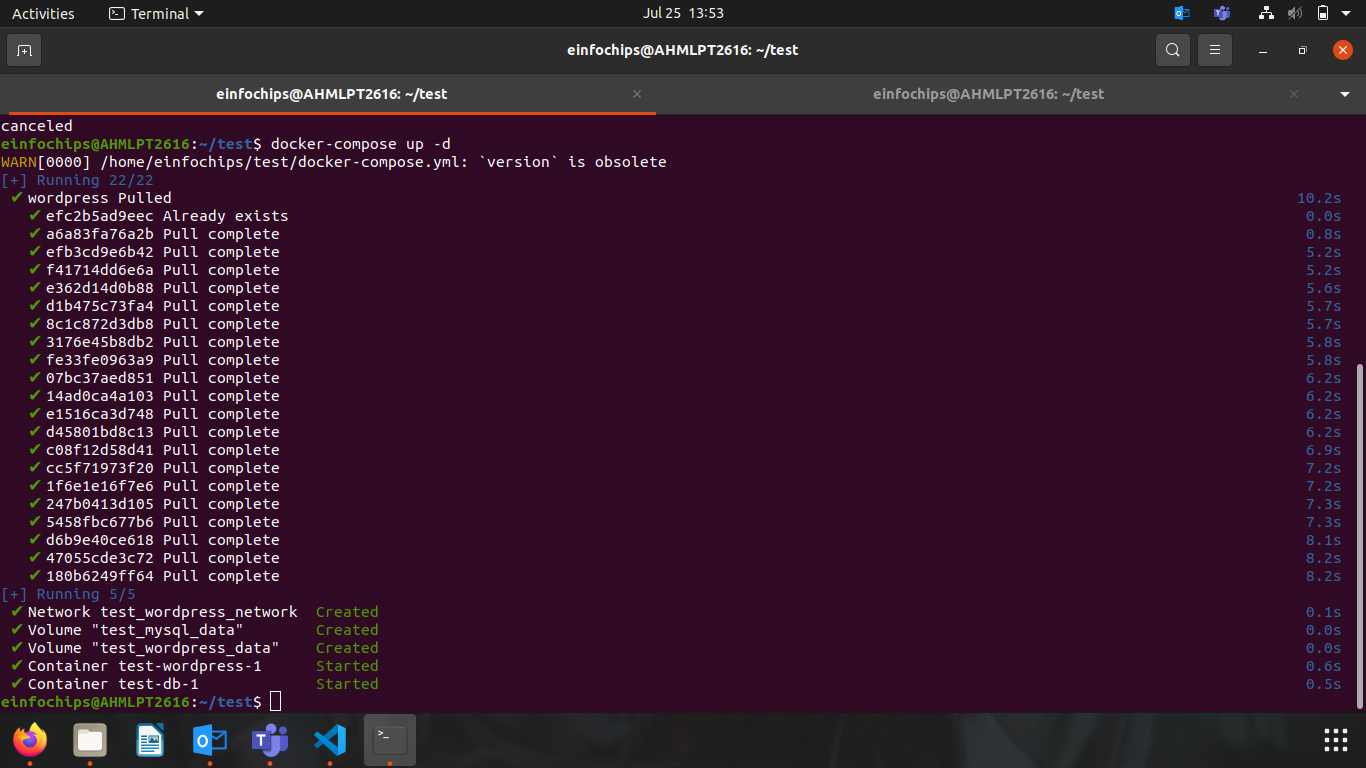 Activities Terminal Jul 25 13:53
einfochips@AHMLPT2616: ~/test
einfochips@AHMLPT2616: ~/test einfochips@AHMLPT2616: ~/test
canceled
einfochips@AHMLPT2616:~/test$ docker-compose up -d
WARN[0000] /home/einfochips/test/docker-compose.yml: `version` is obsolete
[+] Running 22/22
✔ wordpress Pulled 10.2s
✔ efc2b5ad9eec Already exists 0.0s
✔ a6a83fa76a2b Pull complete 0.8s
✔ efb3cd9e6b42 Pull complete 5.2s
✔ f41714dd6e6a Pull complete 5.2s
✔ e362d14d0b88 Pull complete 5.6s
✔ d1b475c73fa4 Pull complete 5.7s
✔ 8c1c872d3db8 Pull complete 5.7s
✔ 3176e45b8db2 Pull complete 5.8s
✔ fe33fe0963a9 Pull complete 5.8s
✔ 07bc37aed851 Pull complete 6.2s
✔ 14ad0ca4a103 Pull complete 6.2s
✔ e1516ca3d748 Pull complete 6.2s
✔ d45801bd8c13 Pull complete 6.2s
✔ c08f12d58d41 Pull complete 6.9s
✔ cc5f71973f20 Pull complete 7.2s
✔ 1f6e1e16f7e6 Pull complete 7.2s
✔ 247b0413d105 Pull complete 7.3s
✔ 5458fbc677b6 Pull complete 7.3s
✔ d6b9e40ce618 Pull complete 8.1s
✔ 47055cde3c72 Pull complete 8.2s
✔ 180b6249ff64 Pull complete 8.2s
[+] Running 5/5
✔ Network test_wordpress_network Created 0.1s
✔ Volume "test_mysql_data" Created 0.0s
✔ Volume "test_wordpress_data" Created 0.0s
✔ Container test-wordpress-1 Started 0.6s
✔ Container test-db-1 Started 0.5s
einfochips@AHMLPT2616:~/test$